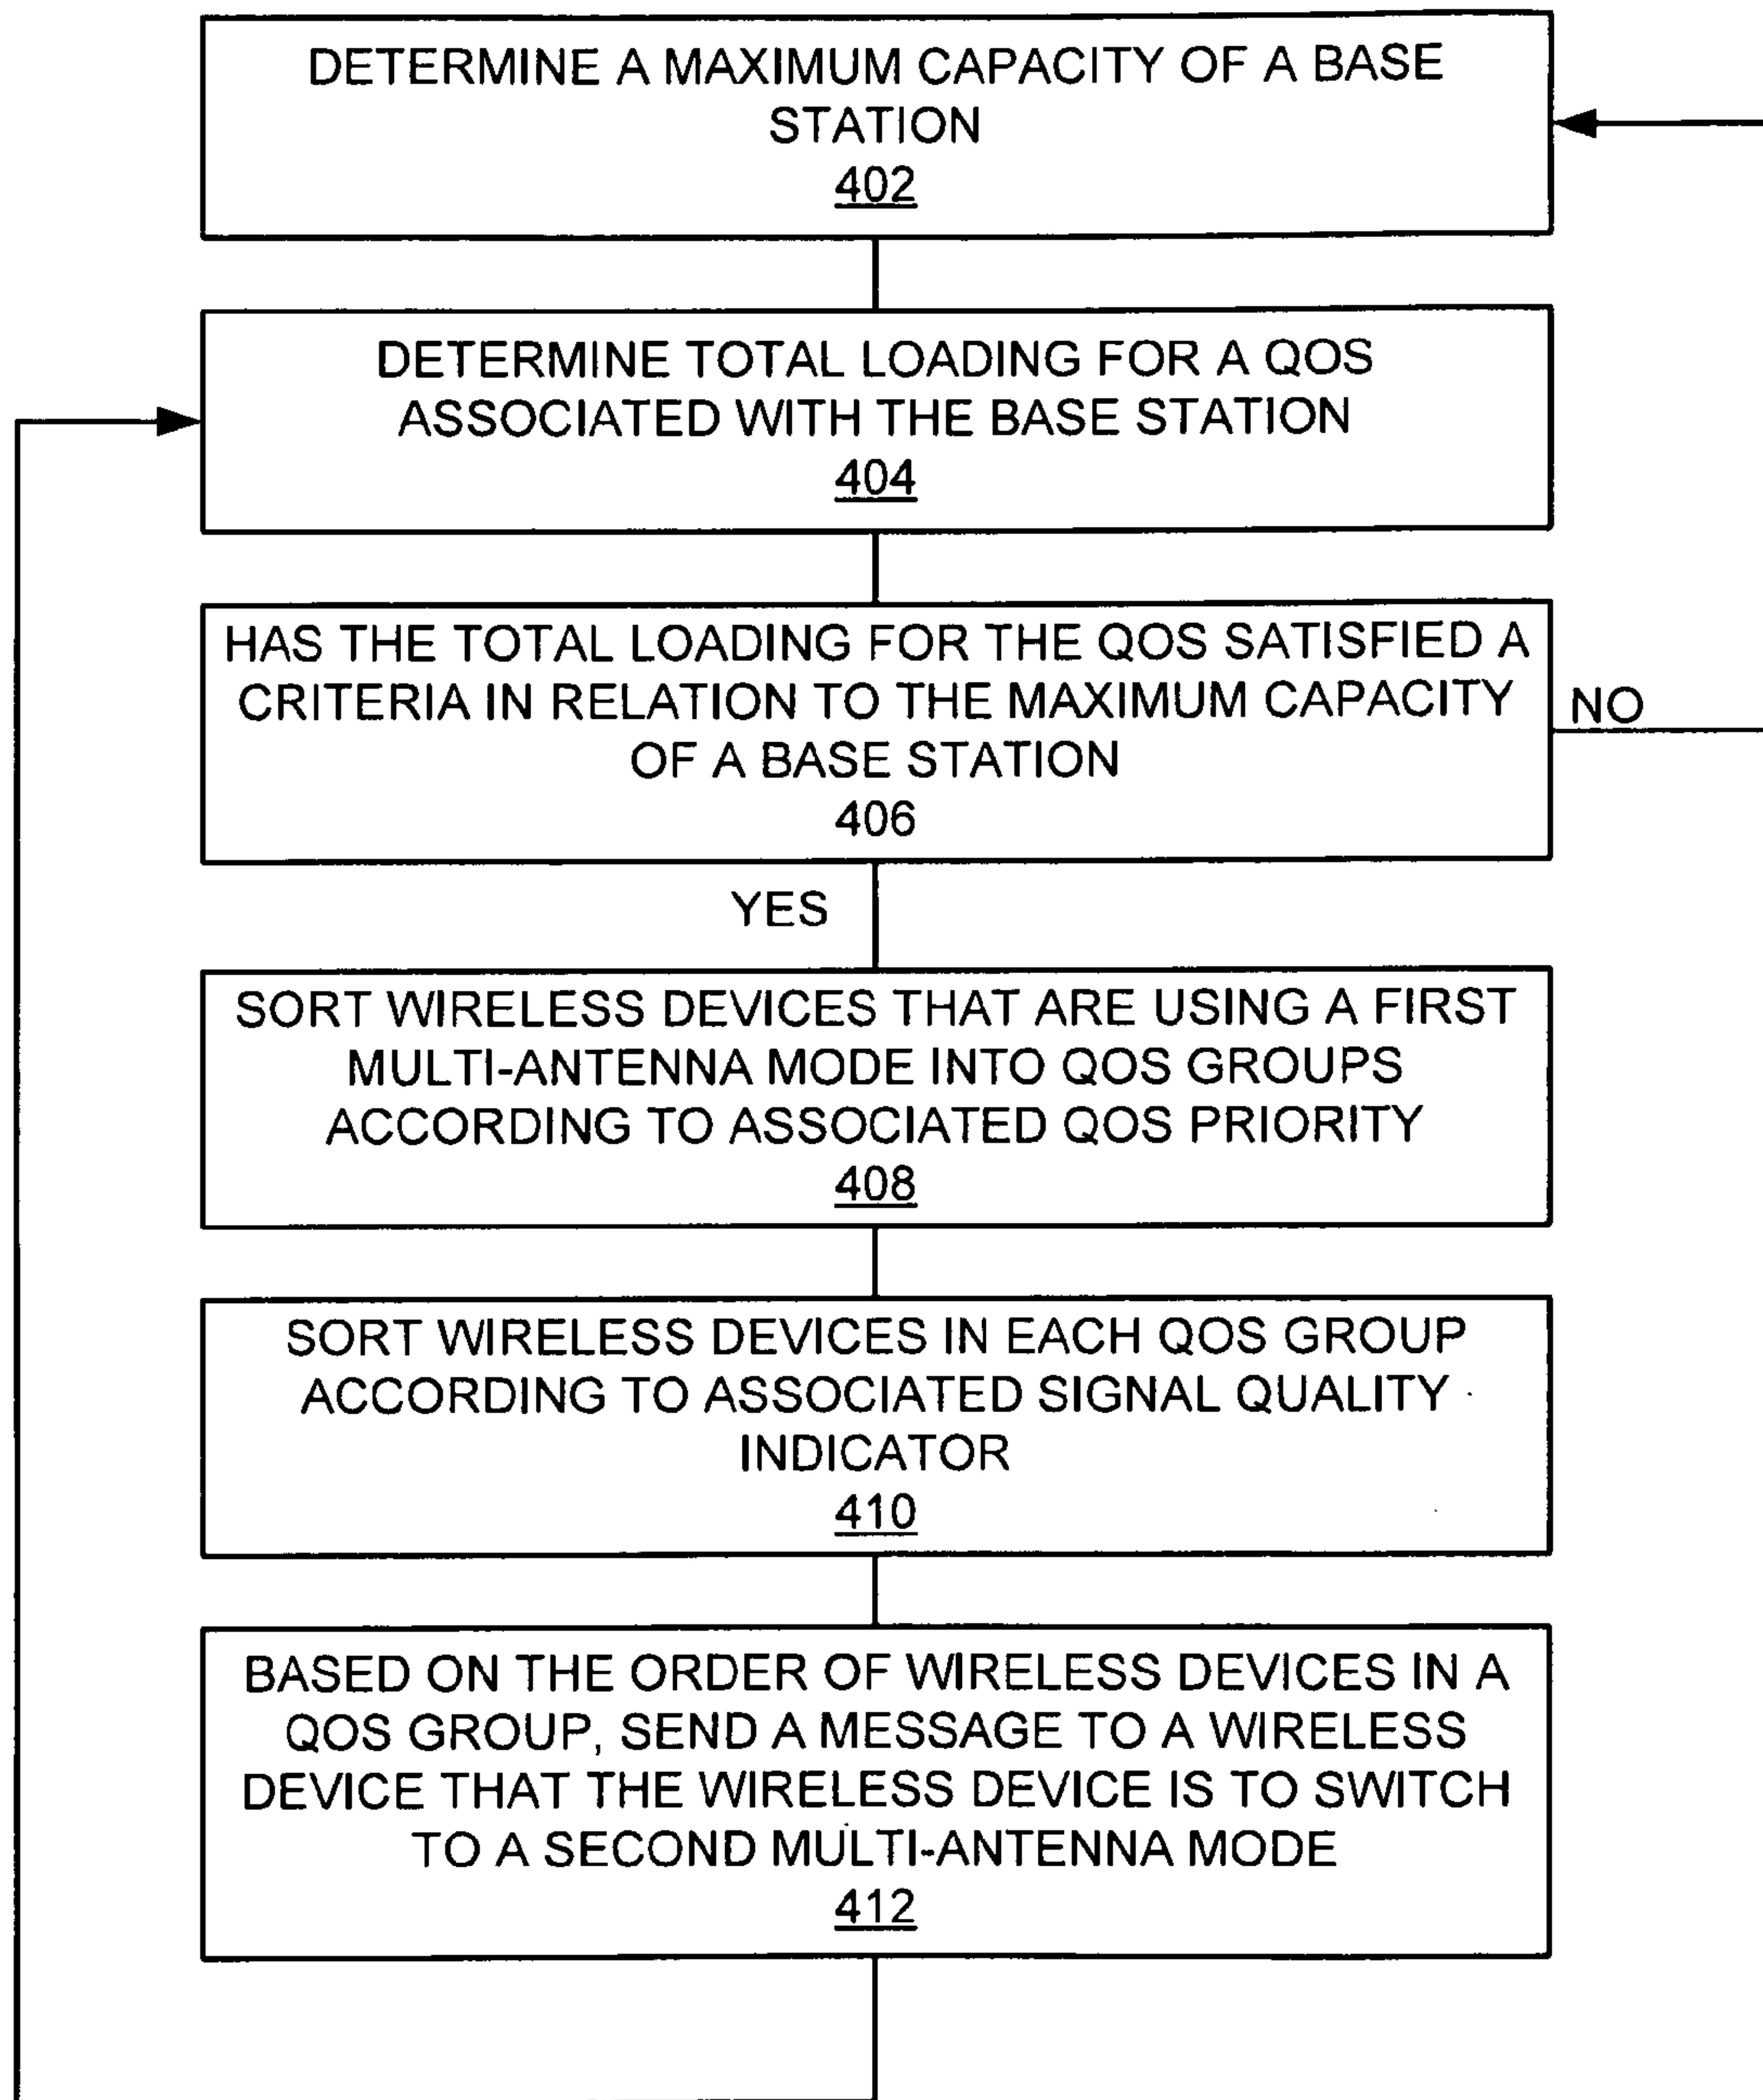 DETERMINE A MAXIMUM CAPACITY OF A BASE
STATION
402
DETERMINE TOTAL LOADING FOR A QOS
ASSOCIATED WITH THE BASE STATION
404
HAS THE TOTAL LOADING FOR THE QOS SATISFIED A
CRITERIA IN RELATION TO THE MAXIMUM CAPACITY
OF A BASE STATION
406
NO
YES
SORT WIRELESS DEVICES THAT ARE USING A FIRST
MULTI-ANTENNA MODE INTO QOS GROUPS
ACCORDING TO ASSOCIATED QOS PRIORITY
408
SORT WIRELESS DEVICES IN EACH QOS GROUP
ACCORDING TO ASSOCIATED SIGNAL QUALITY
INDICATOR
410
BASED ON THE ORDER OF WIRELESS DEVICES IN A
QOS GROUP, SEND A MESSAGE TO A WIRELESS
DEVICE THAT THE WIRELESS DEVICE IS TO SWITCH
TO A SECOND MULTI-ANTENNA MODE
412